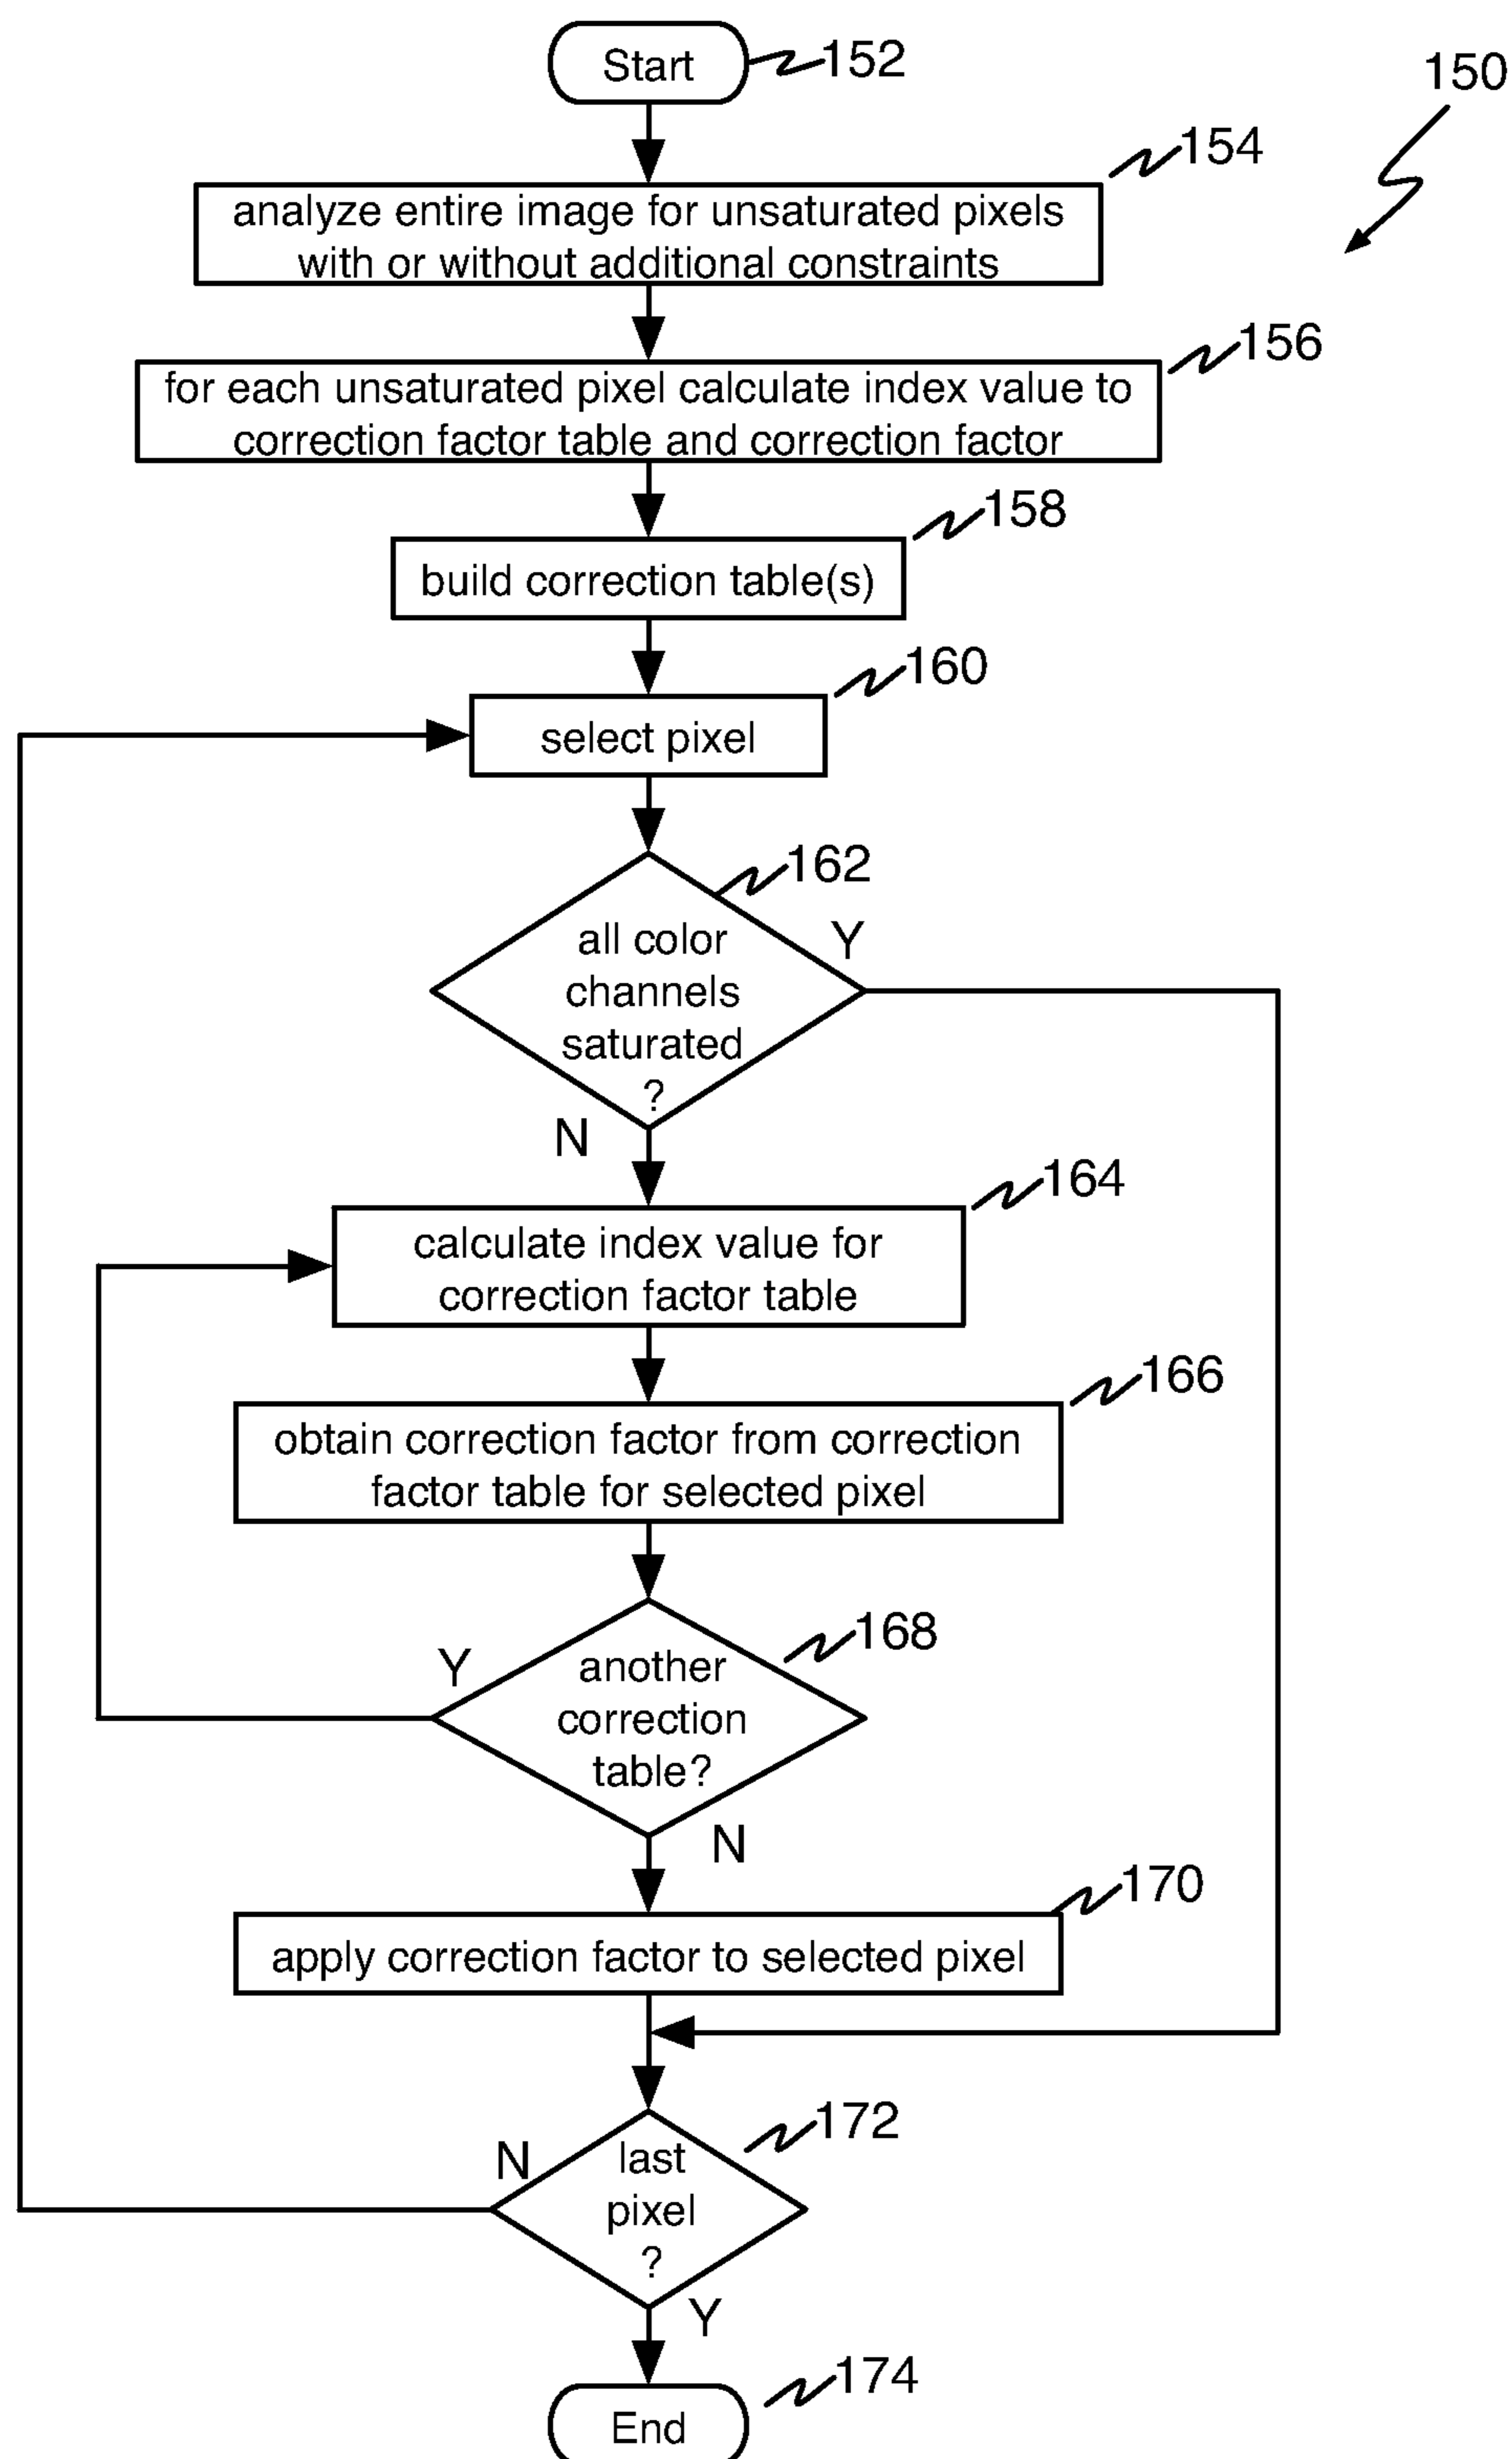 Start
152
150
154
analyze entire image for unsaturated pixels
with or without additional constraints
156
for each unsaturated pixel calculate index value to
correction factor table and correction factor
158
build correction table(s)
160
select pixel
162
all color
channels
saturated
?
Y
N
164
calculate index value for
correction factor table
166
obtain correction factor from correction
factor table for selected pixel
168
another
correction
table?
Y
N
170
apply correction factor to selected pixel
172
last
pixel
?
N
Y
174
End